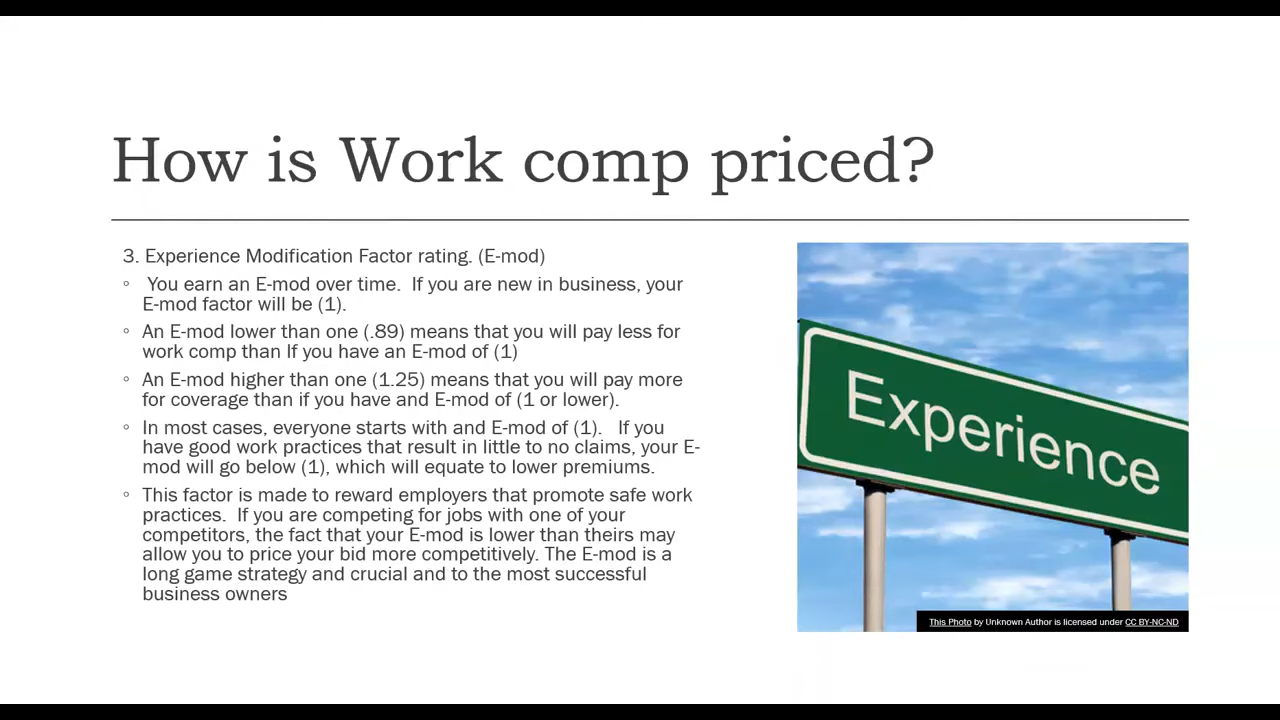 How is Work comp priced?
3. Experience Modification Factor rating. (E-mod)
◦ You earn an E-mod over time.  If you are new in business, your
E-mod factor will be (1).
◦ An E-mod lower than one (.89) means that you will pay less for
work comp than If you have an E-mod of (1)
◦ An E-mod higher than one (1.25) means that you will pay more
for coverage than if you have and E-mod of (1 or lower).
◦ In most cases, everyone starts with and E-mod of (1).   If you
have good work practices that result in little to no claims, your E-
mod will go below (1), which will equate to lower premiums.
◦ This factor is made to reward employers that promote safe work
practices.  If you are competing for jobs with one of your
competitors, the fact that your E-mod is lower than theirs may
allow you to price your bid more competitively. The E-mod is a
long game strategy and crucial and to the most successful
business owners
Experience
This Photo by Unknown Author is licensed under CC BY-NC-ND